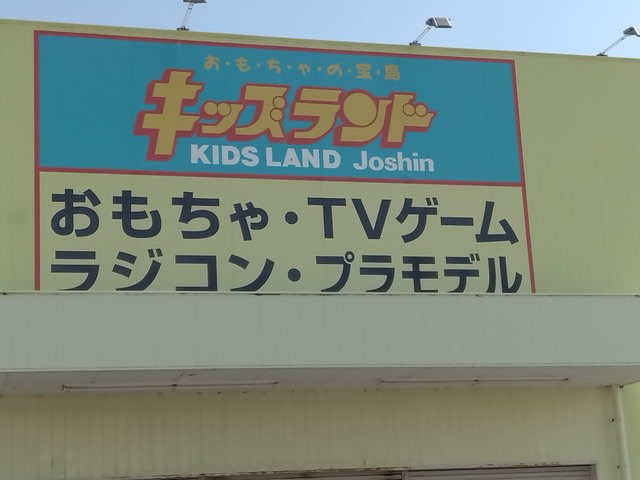 お・も・ちゃ・の・宝・島
キッズランド
KIDS LAND Joshin
おもちゃ・TVゲーム
ラジコン・プラモデル